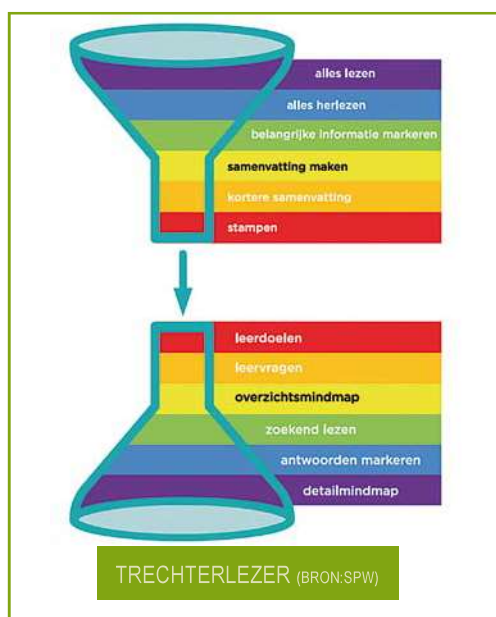 alles lezen
alles herlezen
belangrijke informatie markeren
samenvatting maken
kortere samenvatting
stampen
leerdoelen
leervragen
overzichtsmindmap
zoekend lezen
antwoorden markeren
detailmindmap
TRECHTERLEZER (BRON:SPW)